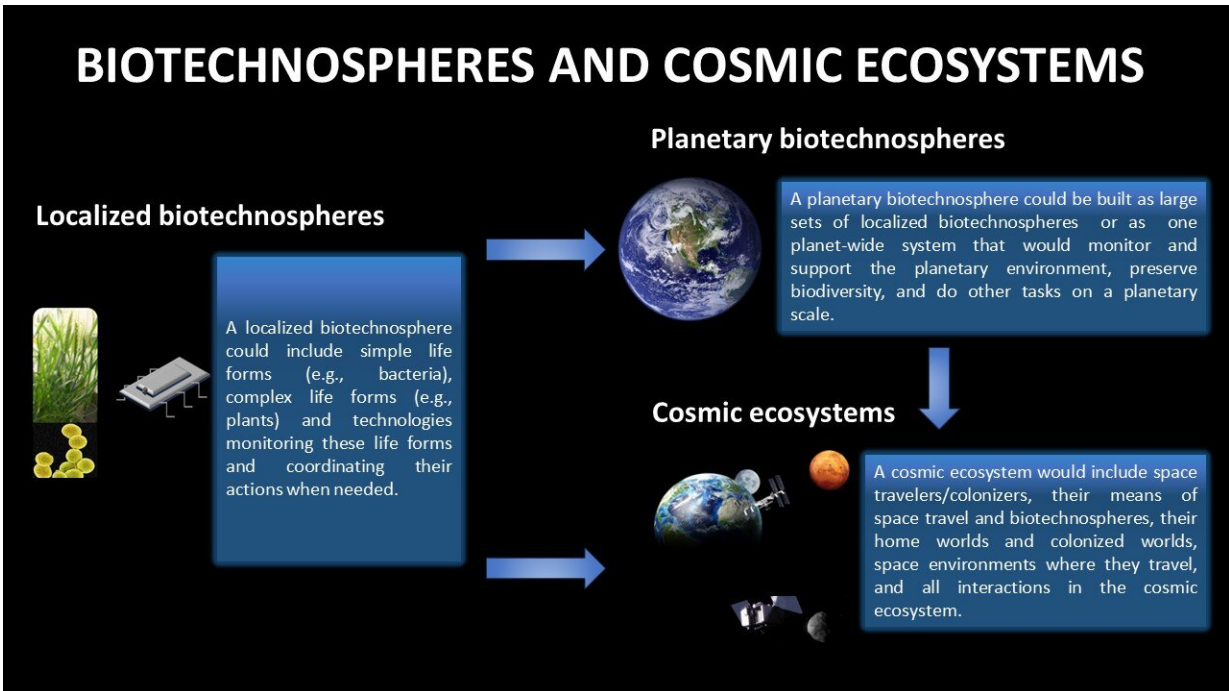 BIOTECHNOSPHERES AND COSMIC ECOSYSTEMS
Localized biotechnospheres
A localized biotechnosphere
could include simple life
forms (e.g., bacteria),
complex life forms (e.g.,
plants) and technologies
monitoring these life forms
and coordinating their
actions when needed.
Planetary biotechnospheres
A planetary biotechnosphere could be built as large
sets of localized biotechnospheres or as one
planet-wide system that would monitor and
support the planetary environment, preserve
biodiversity, and do other tasks on a planetary
scale.
Cosmic ecosystems
A cosmic ecosystem would include space
travelers/colonizers, their means of
space travel and biotechnospheres, their
home worlds and colonized worlds,
space environments where they travel,
and all interactions in the cosmic
ecosystem.